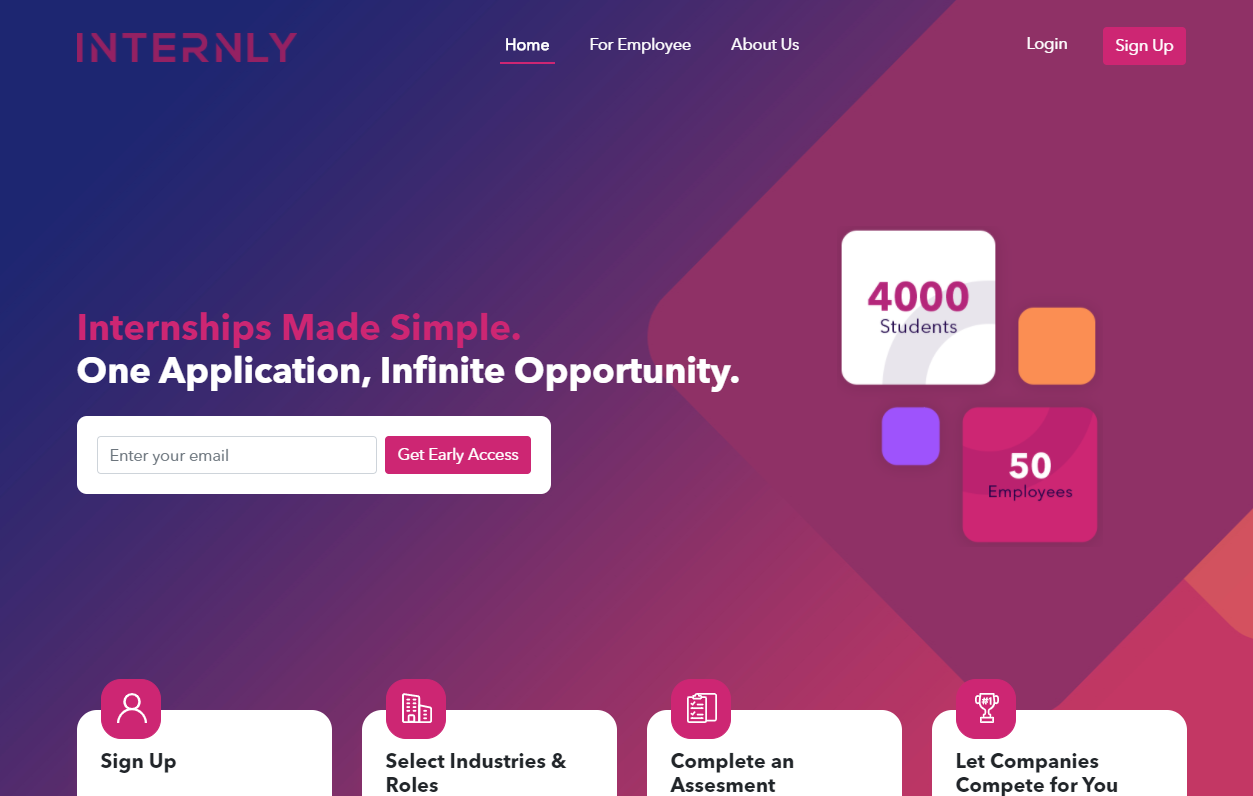 INTERNLY
Home
For Employee
About Us
Login
Sign Up
Internships Made Simple.
One Application, Infinite Opportunity.
Enter your email
Get Early Access
4000
Students
50
Employees
Sign Up
Select Industries &
Roles
Complete an
Assesment
#1
Let Companies
Compete for You